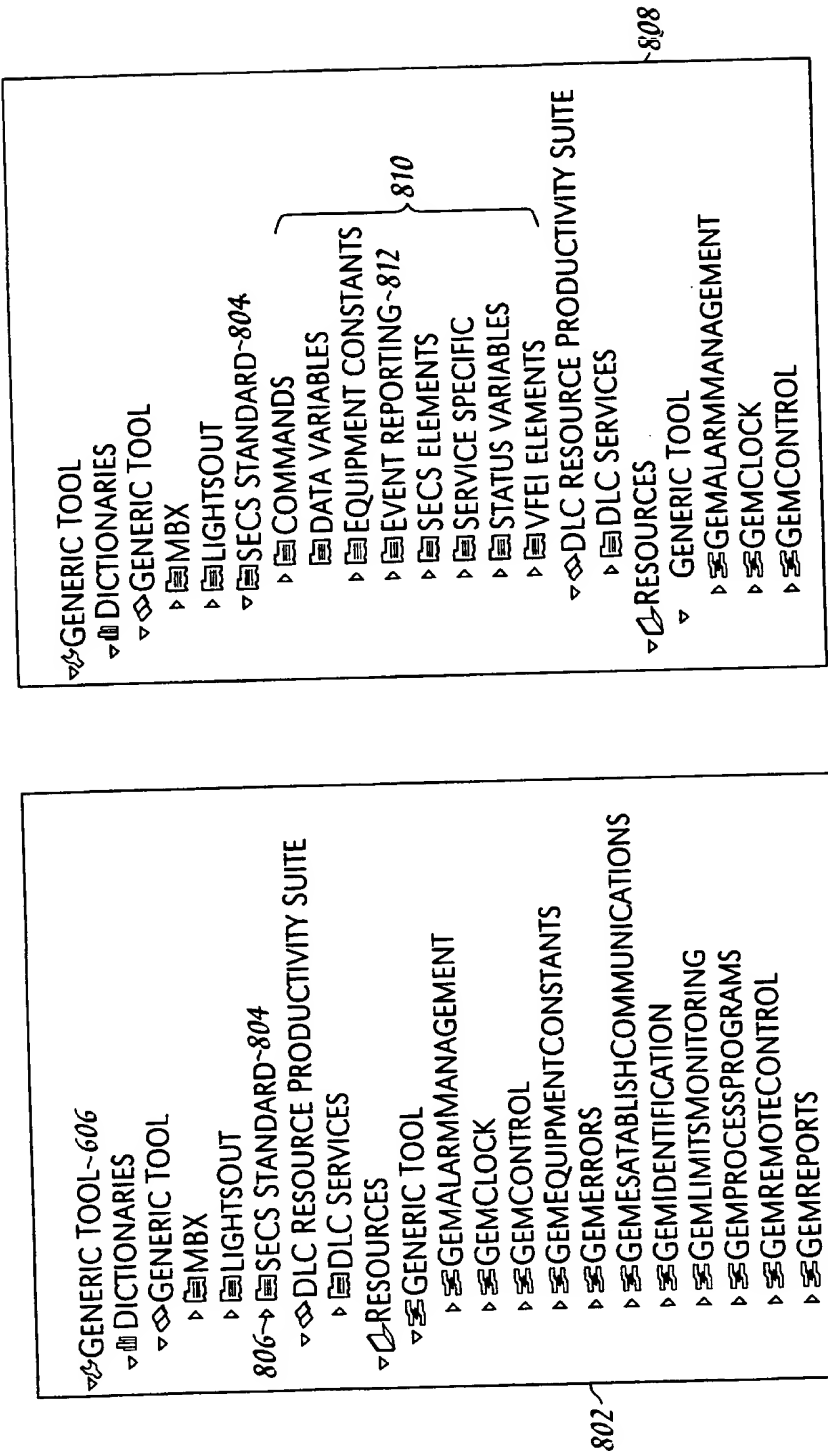 GENERIC TOOL~606
DICTIONARIES
GENERIC TOOL
MBX
LIGHTSOUT
806 SECS STANDARD~804
DLC RESOURCE PRODUCTIVITY SUITE
DLC SERVICES
RESOURCES
GENERIC TOOL
GEMALARMMANAGEMENT
GEMCLOCK
GEMCONTROL
GEMEQUIPMENTCONSTANTS
GEMERRORS
GEMESATABLISHCOMMUNICATIONS
GEMIDENTIFICATION
GEMLIMITSMONITORING
GEMPROCESSPROGRAMS
GEMREMOTECONTROL
GEMREPORTS
802
GENERIC TOOL
DICTIONARIES
GENERIC TOOL
MBX
LIGHTSOUT
SECS STANDARD~804
COMMANDS
DATA VARIABLES
EQUIPMENT CONSTANTS
EVENT REPORTING~812
SECS ELEMENTS
SERVICE SPECIFIC
STATUS VARIABLES
VFEI ELEMENTS
810
DLC RESOURCE PRODUCTIVITY SUITE
DLC SERVICES
RESOURCES
GENERIC TOOL
GEMALARMMANAGEMENT
GEMCLOCK
GEMCONTROL
808